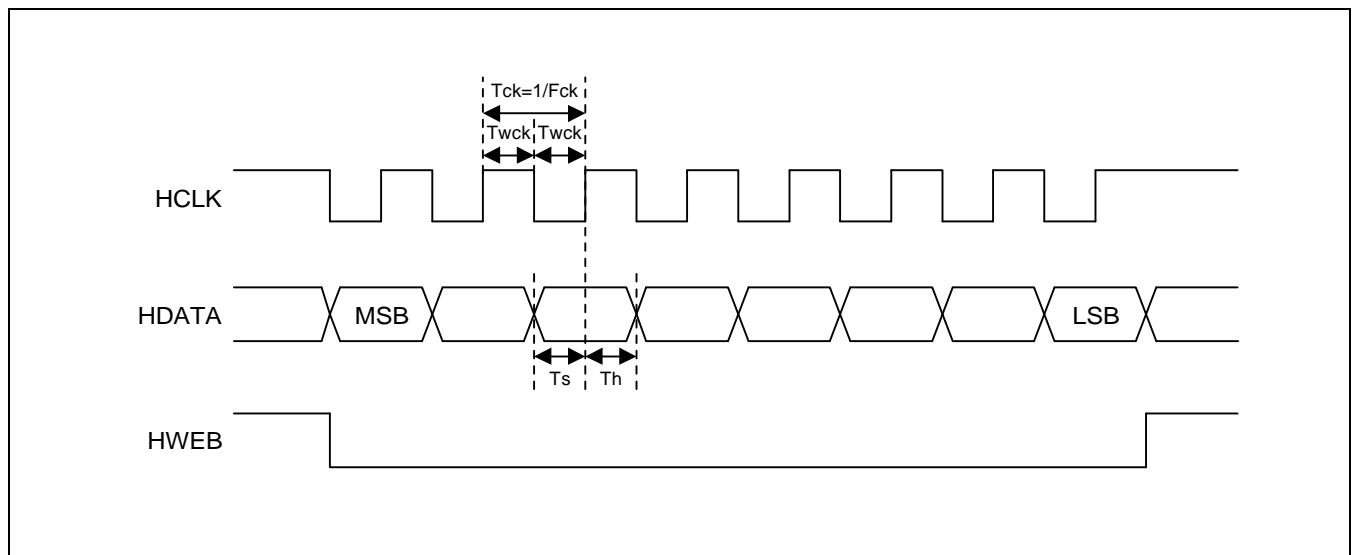 Tck=1/Fck
Twck Twck
HCLK
HDATA MSB LSB
Ts Th
HWEB